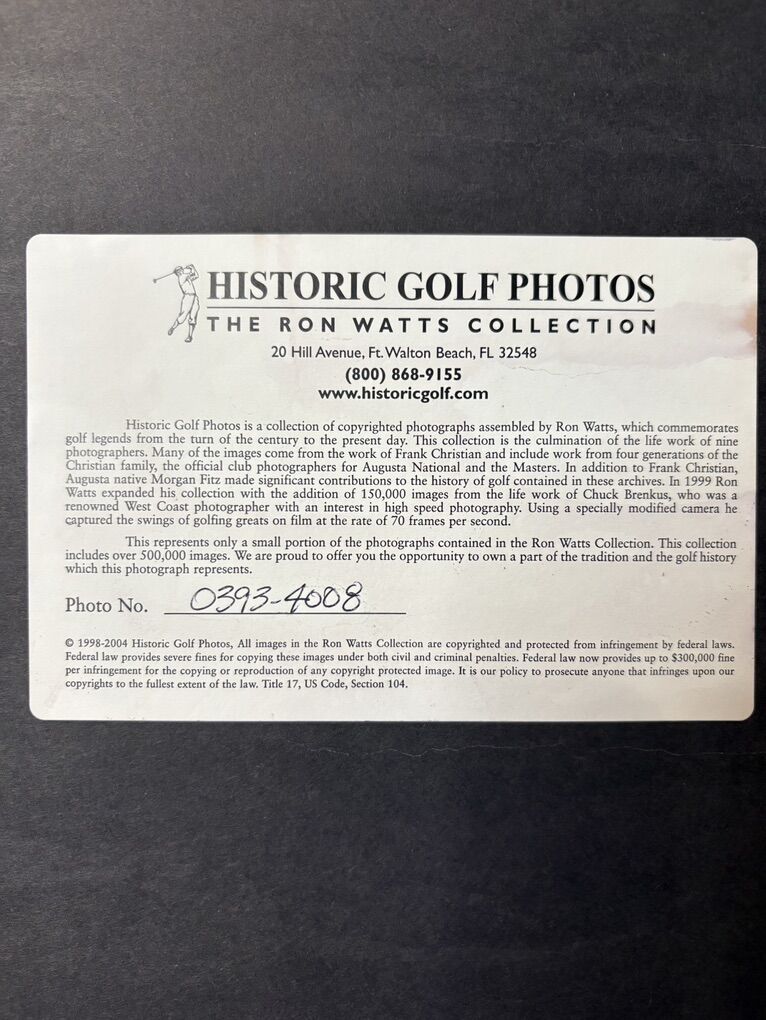 HISTORIC GOLF PHOTOS
THE RON WATTS COLLECTION
20 Hill Avenue, Ft. Walton Beach, FL 32548
(800) 868-9155
www.historicgolf.com
Historic Golf Photos is a collection of copyrighted photographs assembled by Ron Watts, which commemorates
golf legends from the turn of the century to the present day. This collection is the culmination of the life work of nine
photographers. Many of the images come from the work of Frank Christian and include work from four generations of the
Christian family, the official club photographers for Augusta National and the Masters. In addition to Frank Christian,
Augusta native Morgan Fitz made significant contributions to the history of golf contained in these archives. In 1999 Ron
Watts expanded his collection with the addition of 150,000 images from the life work of Chuck Brenkus, who was a
renowned West Coast photographer with an interest in high speed photography. Using a specially modified camera he
captured the swings of golfing greats on film at the rate of 70 frames per second.
This represents only a small portion of the photographs contained in the Ron Watts Collection. This collection
includes over 500,000 images. We are proud to offer you the opportunity to own a part of the tradition and the golf history
which this photograph represents.
Photo No. 0393-4008
© 1998-2004 Historic Golf Photos, All images in the Ron Watts Collection are copyrighted and protected from infringement by federal laws.
Federal law provides severe fines for copying these images under both civil and criminal penalties. Federal law now provides up to $300,000 fine
per infringement for the copying or reproduction of any copyright protected image. It is our policy to prosecute anyone that infringes upon our
copyrights to the fullest extent of the law. Title 17, US Code, Section 104.